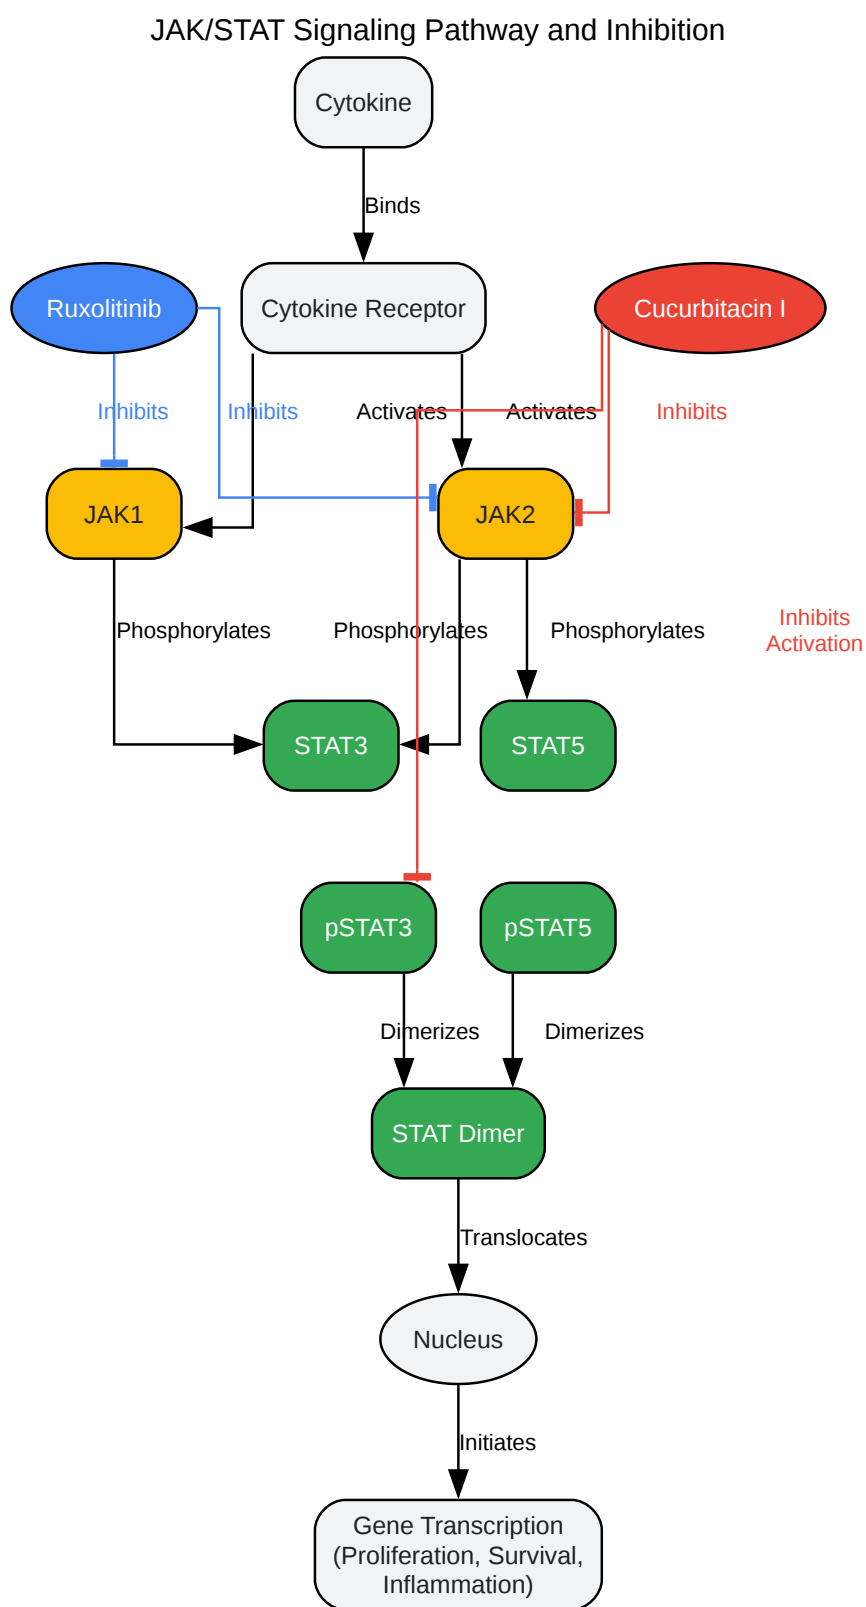 JAK/STAT Signaling Pathway and Inhibition
Cytokine
Binds
Ruxolitinib
Cytokine Receptor
Cucurbitacin I
Inhibits
Inhibits
Activates
Activates
Inhibits
JAK1
JAK2
Phosphorylates
Phosphorylates
Phosphorylates
Inhibits
Activation
STAT3
STAT5
pSTAT3
pSTAT5
Dimerizes
Dimerizes
STAT Dimer
Translocates
Nucleus
Initiates
Gene Transcription
(Proliferation, Survival,
Inflammation)